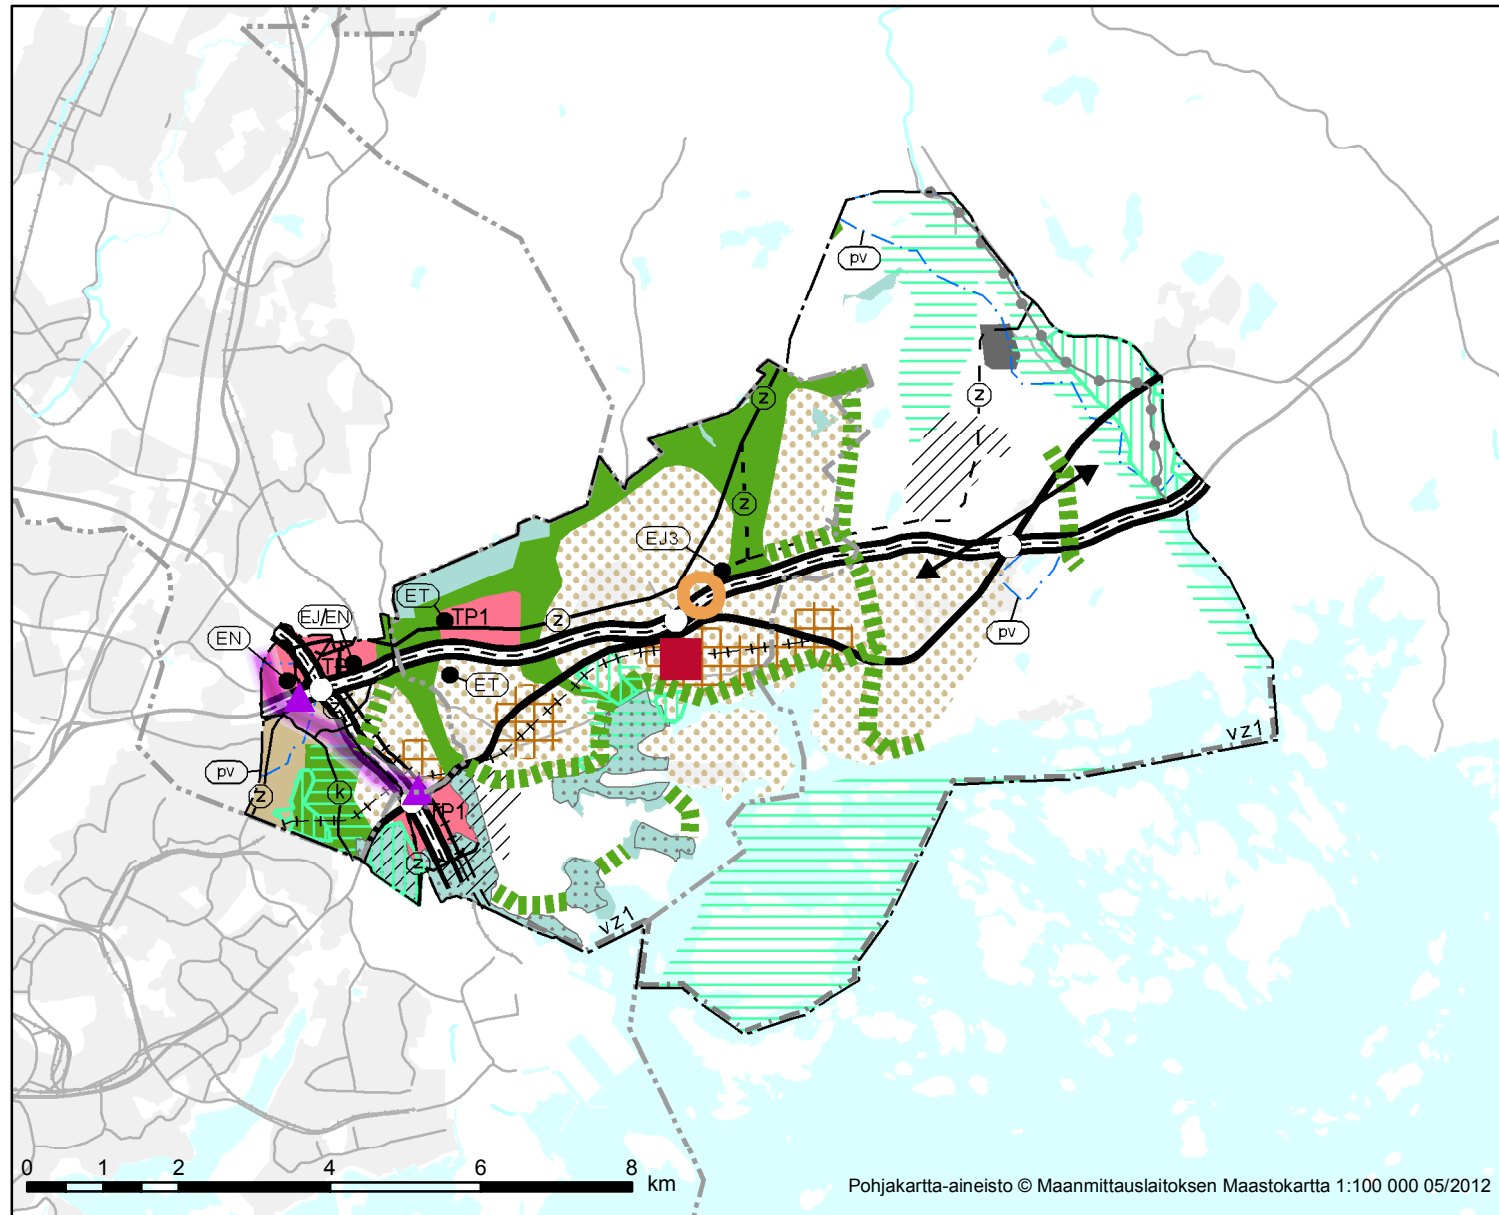 pv
z
z
z
EJ3
ET
TP1
EJ/EN
z
EN
TP
ET
pv
vz1
pv
z
k
TP1
z
vz1
0 1 2 4 6 8 km
Pohjakartta-aineisto © Maanmittauslaitoksen Maastokartta 1:100 000 05/2012